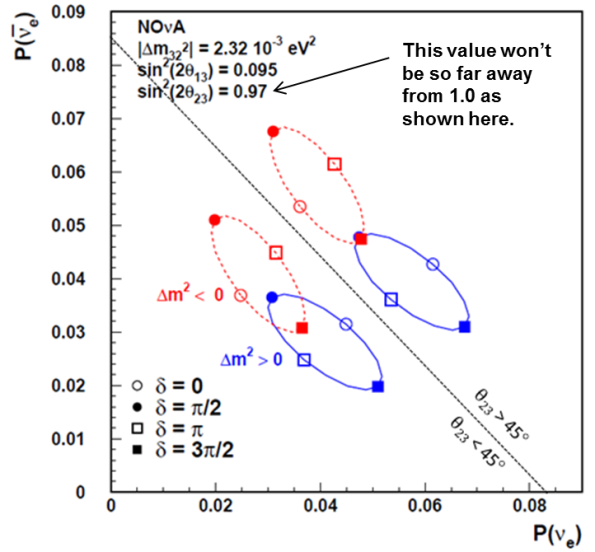 P(ν̄ₑ)
0.09
0.08
0.07
0.06
0.05
0.04
0.03
0.02
0.01
0
NOνA
|Δm₃₂²| = 2.32 10⁻³ eV²
sin²(2θ₁₃) = 0.095
sin²(2θ₂₃) = 0.97
This value won't
be so far away
from 1.0 as
shown here.
Δm² < 0
Δm² > 0
δ = 0
δ = π/2
δ = π
δ = 3π/2
θ₂₃ > 45°
θ₂₃ < 45°
0
0.02
0.04
0.06
0.08
P(νₑ)